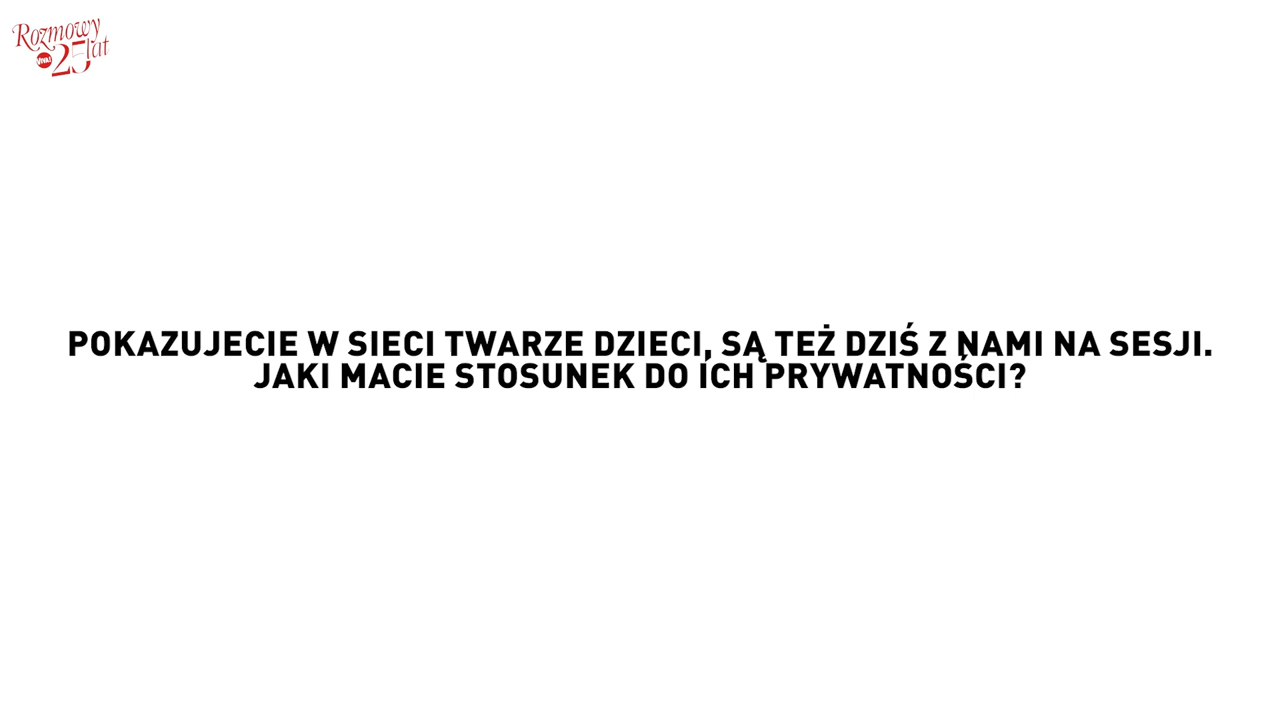 Rozmowy
VIVA! 25 lat
POKAZUJECIE W SIECI TWARZE DZIECI, SĄ TEŻ DZIŚ Z NAMI NA SESJI.
JAKI MACIE STOSUNEK DO ICH PRYWATNOŚCI?